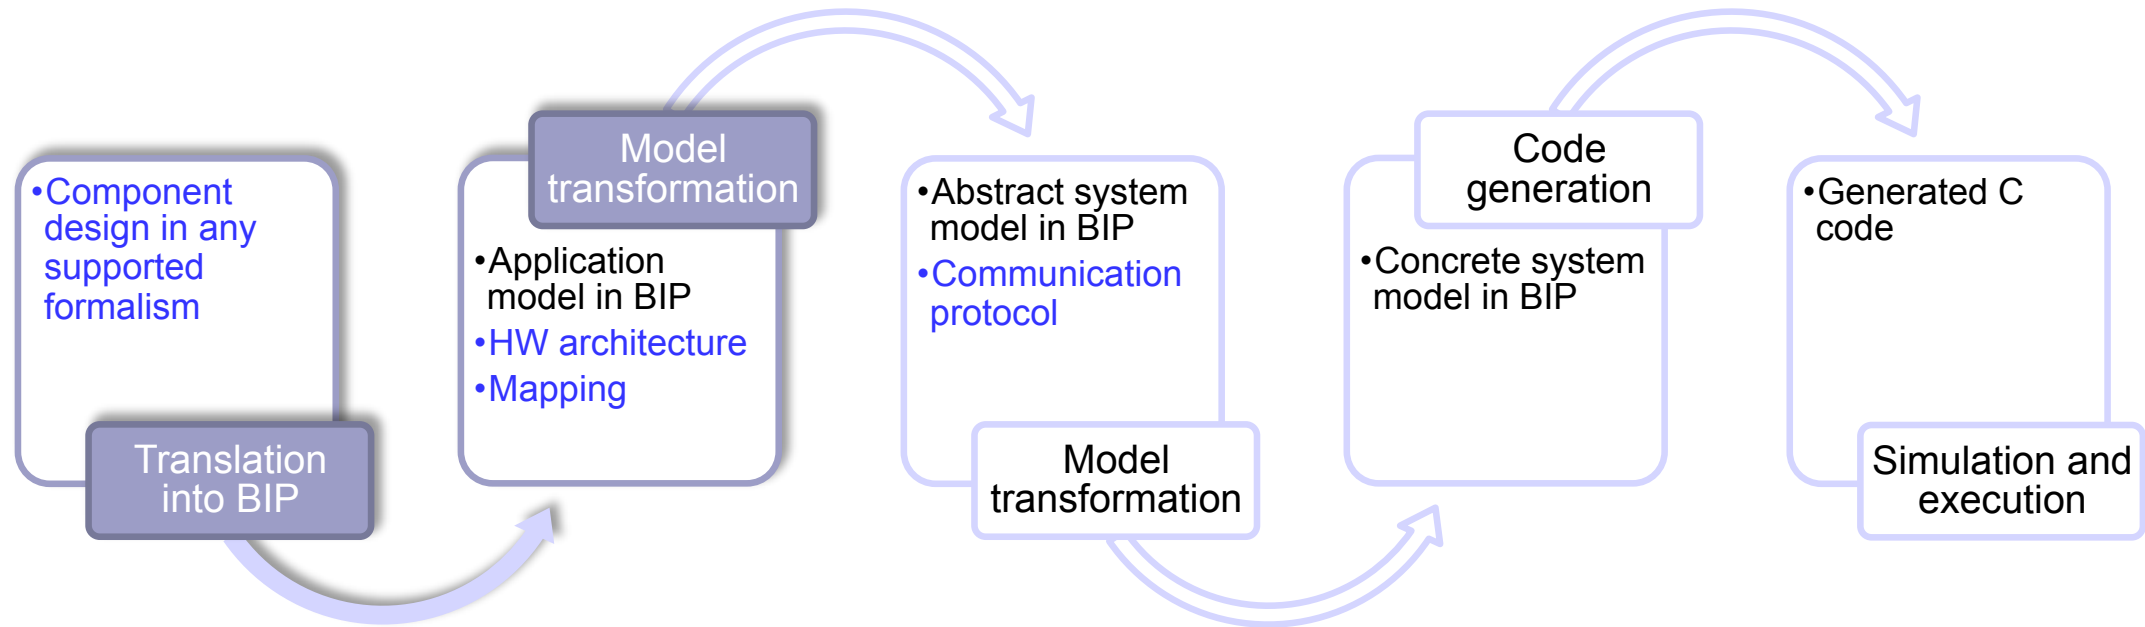 •Component
design in any
supported
formalism
Translation
into BIP
Model
transformation
•Application
model in BIP
•HW architecture
•Mapping
•Abstract system
model in BIP
•Communication
protocol
Model
transformation
Code
generation
•Concrete system
model in BIP
•Generated C
code
Simulation and
execution